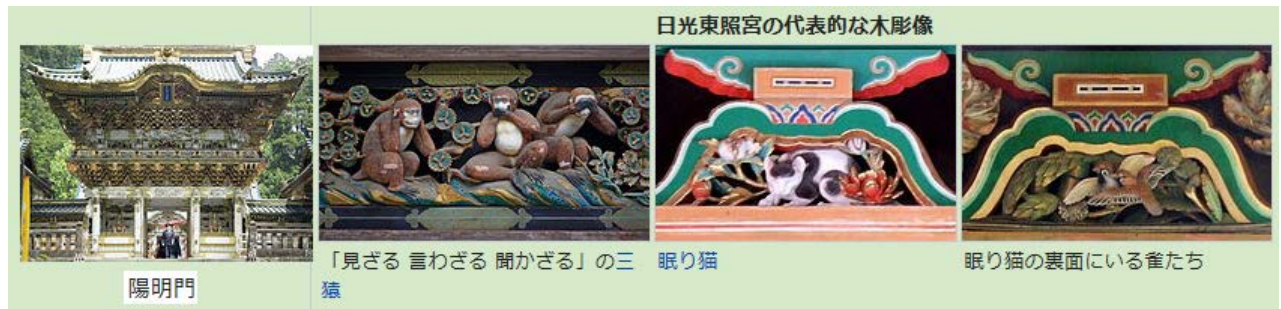 日光東照宮の代表的な木彫像
陽明門
「見ざる 言わざる 聞かざる」の三
猿
眠り猫
眠り猫の裏面にいる雀たち